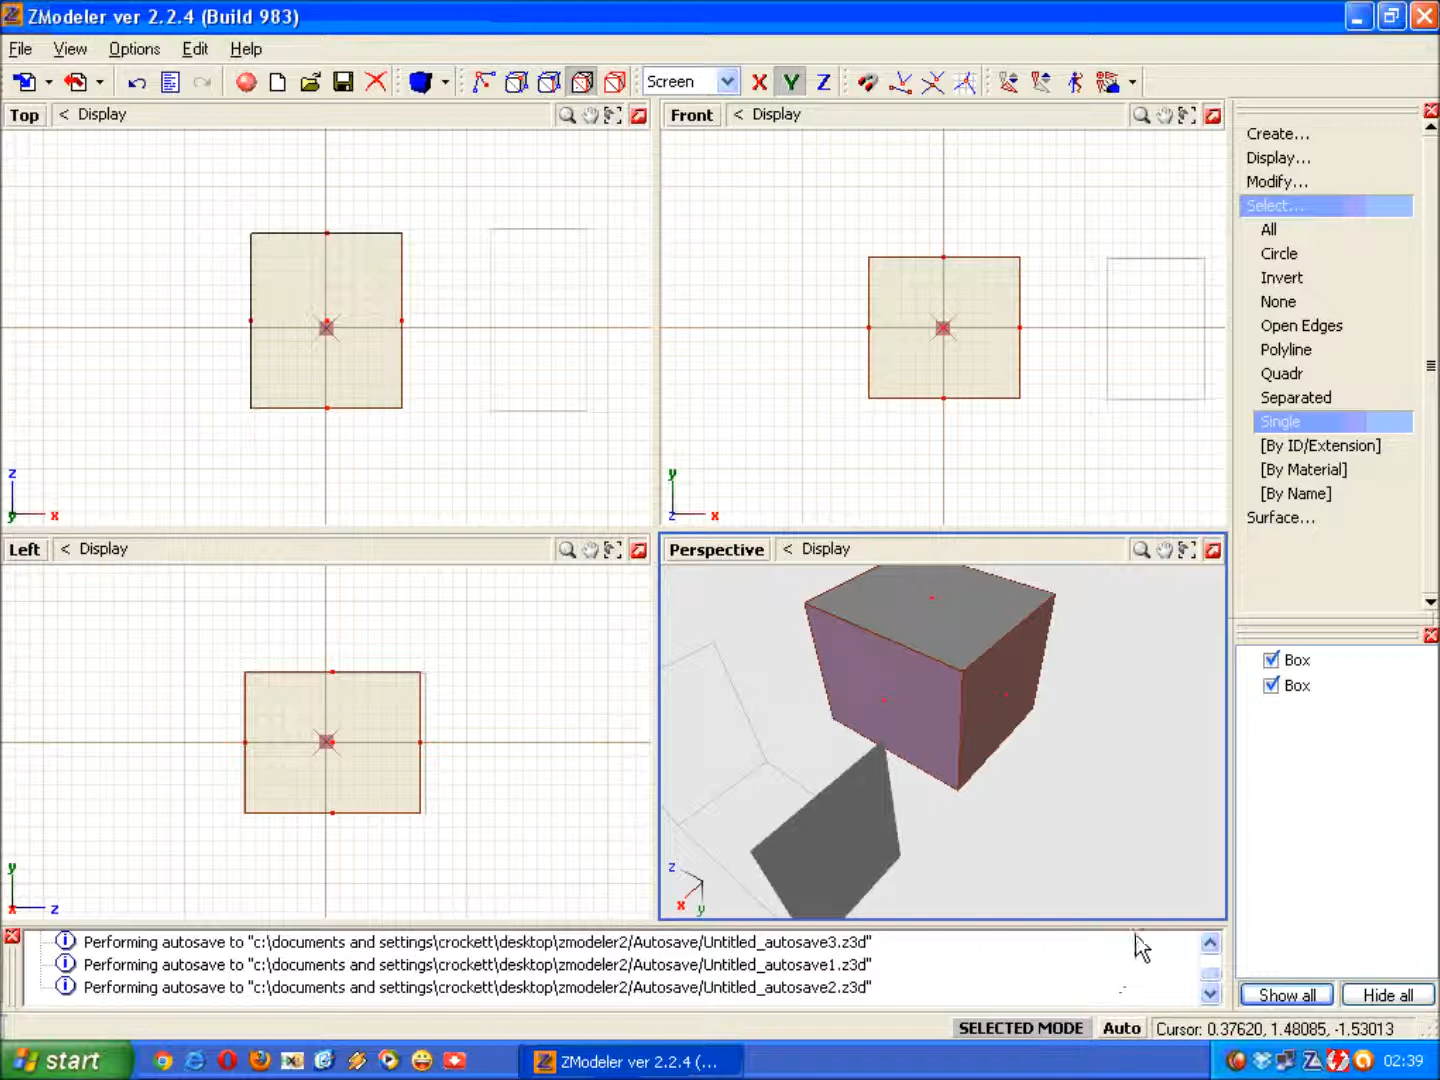 ZModeler ver 2.2.4 (Build 983)
File View Options Edit Help
Screen X Y Z
Top < Display
Front < Display
Create...
Display...
Modify...
Select...
All
Circle
Invert
None
Open Edges
Polyline
Quadr
Separated
Single
[By ID/Extension]
[By Material]
[By Name]
Surface...
z
y x
y
z x
Left < Display
Perspective < Display
Box
Box
y
x z
z
x y
Performing autosave to "c:\documents and settings\crockett\desktop\zmodeler2/Autosave/Untitled_autosave3.z3d"
Performing autosave to "c:\documents and settings\crockett\desktop\zmodeler2/Autosave/Untitled_autosave1.z3d"
Performing autosave to "c:\documents and settings\crockett\desktop\zmodeler2/Autosave/Untitled_autosave2.z3d"
Show all Hide all
SELECTED MODE Auto Cursor: 0.37620, 1.48085, -1.53013
start ZModeler ver 2.2.4 (... 02:39